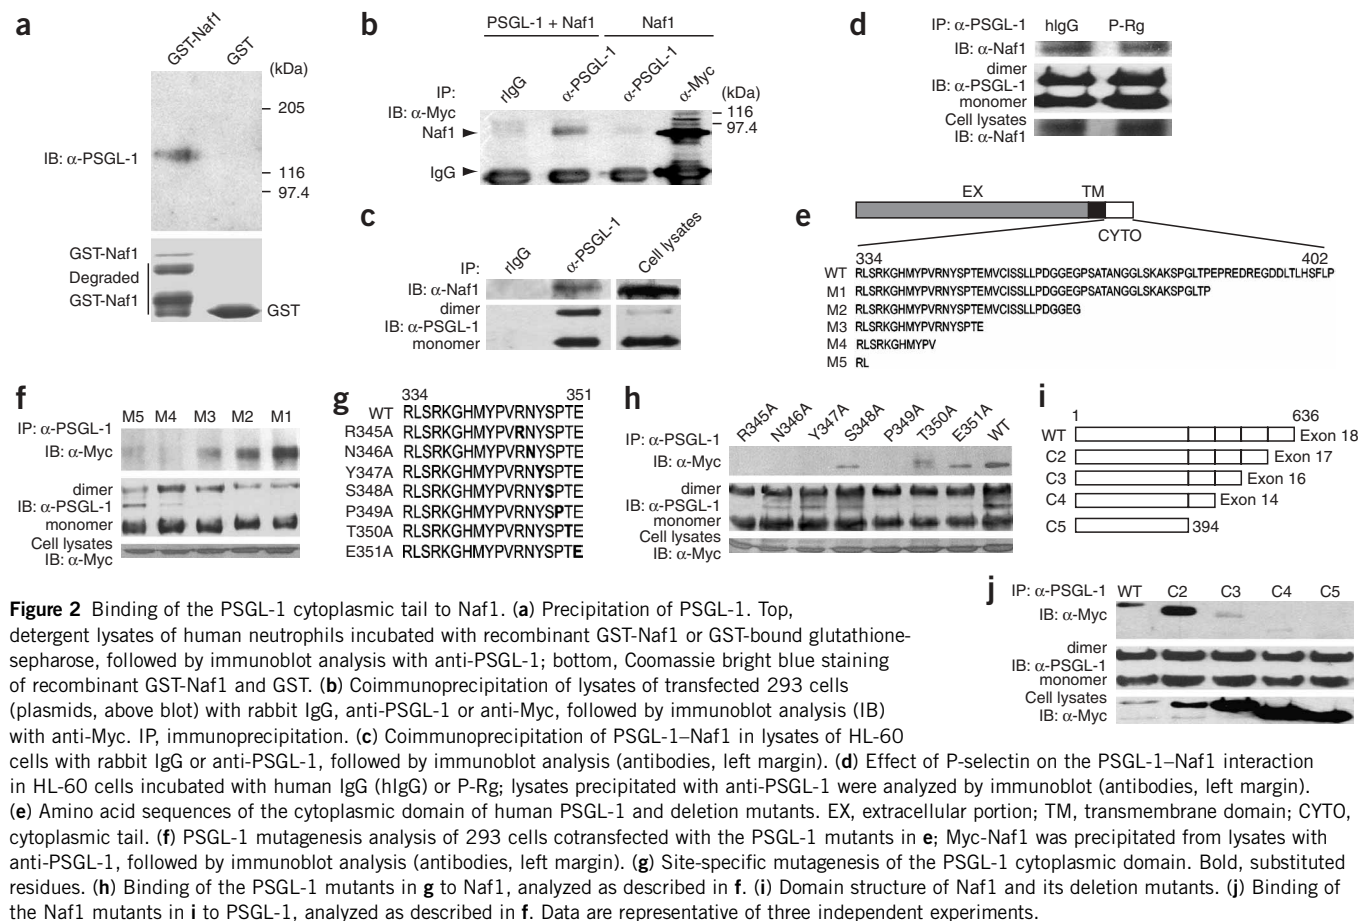 a
GST-Naf1
GST
(kDa)
205
IB: α-PSGL-1
116
97.4
GST-Naf1
Degraded
GST-Naf1
GST
b
PSGL-1 + Naf1
Naf1
IP:
rIgG
α-PSGL-1
α-PSGL-1
α-Myc
(kDa)
IB: α-Myc
116
Naf1
97.4
IgG
c
IP:
rIgG
α-PSGL-1
Cell lysates
IB: α-Naf1
dimer
IB: α-PSGL-1
monomer
d
IP: α-PSGL-1
hIgG
P-Rg
IB: α-Naf1
dimer
IB: α-PSGL-1
monomer
Cell lysates
IB: α-Naf1
e
EX
TM
CYTO
334
402
WT RLSRKGHMYPVRNYSPTEMVCISSLLPDGGEGPSATANGGLSKAKSPGLTPEPREDREGDDLTLHSFLP
M1 RLSRKGHMYPVRNYSPTEMVCISSLLPDGGEGPSATANGGLSKAKSPGLTP
M2 RLSRKGHMYPVRNYSPTEMVCISSLLPDGGEG
M3 RLSRKGHMYPVRNYSPTE
M4 RLSRKGHMYPV
M5 RL
f
M5 M4 M3 M2 M1
IP: α-PSGL-1
IB: α-Myc
dimer
IB: α-PSGL-1
monomer
Cell lysates
IB: α-Myc
g
334
351
WT RLSRKGHMYPVRNYSPTE
R345A RLSRKGHMYPVRNYSPTE
N346A RLSRKGHMYPVRNYSPTE
Y347A RLSRKGHMYPVRNYSPTE
S348A RLSRKGHMYPVRNYSPTE
P349A RLSRKGHMYPVRNYSPTE
T350A RLSRKGHMYPVRNYSPTE
E351A RLSRKGHMYPVRNYSPTE
h
R345A
N346A
Y347A
S348A
P349A
T350A
E351A
WT
IP: α-PSGL-1
IB: α-Myc
dimer
IB: α-PSGL-1
monomer
Cell lysates
IB: α-Myc
i
1
636
WT
Exon 18
C2
Exon 17
C3
Exon 16
C4
Exon 14
C5
394
j
IP: α-PSGL-1 WT C2 C3 C4 C5
IB: α-Myc
dimer
IB: α-PSGL-1
monomer
Cell lysates
IB: α-Myc
Figure 2 Binding of the PSGL-1 cytoplasmic tail to Naf1. (a) Precipitation of PSGL-1. Top,
detergent lysates of human neutrophils incubated with recombinant GST-Naf1 or GST-bound glutathione-
sepharose, followed by immunoblot analysis with anti-PSGL-1; bottom, Coomassie bright blue staining
of recombinant GST-Naf1 and GST. (b) Coimmunoprecipitation of lysates of transfected 293 cells
(plasmids, above blot) with rabbit IgG, anti-PSGL-1 or anti-Myc, followed by immunoblot analysis (IB)
with anti-Myc. IP, immunoprecipitation. (c) Coimmunoprecipitation of PSGL-1–Naf1 in lysates of HL-60
cells with rabbit IgG or anti-PSGL-1, followed by immunoblot analysis (antibodies, left margin). (d) Effect of P-selectin on the PSGL-1–Naf1 interaction
in HL-60 cells incubated with human IgG (hIgG) or P-Rg; lysates precipitated with anti-PSGL-1 were analyzed by immunoblot (antibodies, left margin).
(e) Amino acid sequences of the cytoplasmic domain of human PSGL-1 and deletion mutants. EX, extracellular portion; TM, transmembrane domain; CYTO,
cytoplasmic tail. (f) PSGL-1 mutagenesis analysis of 293 cells cotransfected with the PSGL-1 mutants in e; Myc-Naf1 was precipitated from lysates with
anti-PSGL-1, followed by immunoblot analysis (antibodies, left margin). (g) Site-specific mutagenesis of the PSGL-1 cytoplasmic domain. Bold, substituted
residues. (h) Binding of the PSGL-1 mutants in g to Naf1, analyzed as described in f. (i) Domain structure of Naf1 and its deletion mutants. (j) Binding of
the Naf1 mutants in i to PSGL-1, analyzed as described in f. Data are representative of three independent experiments.